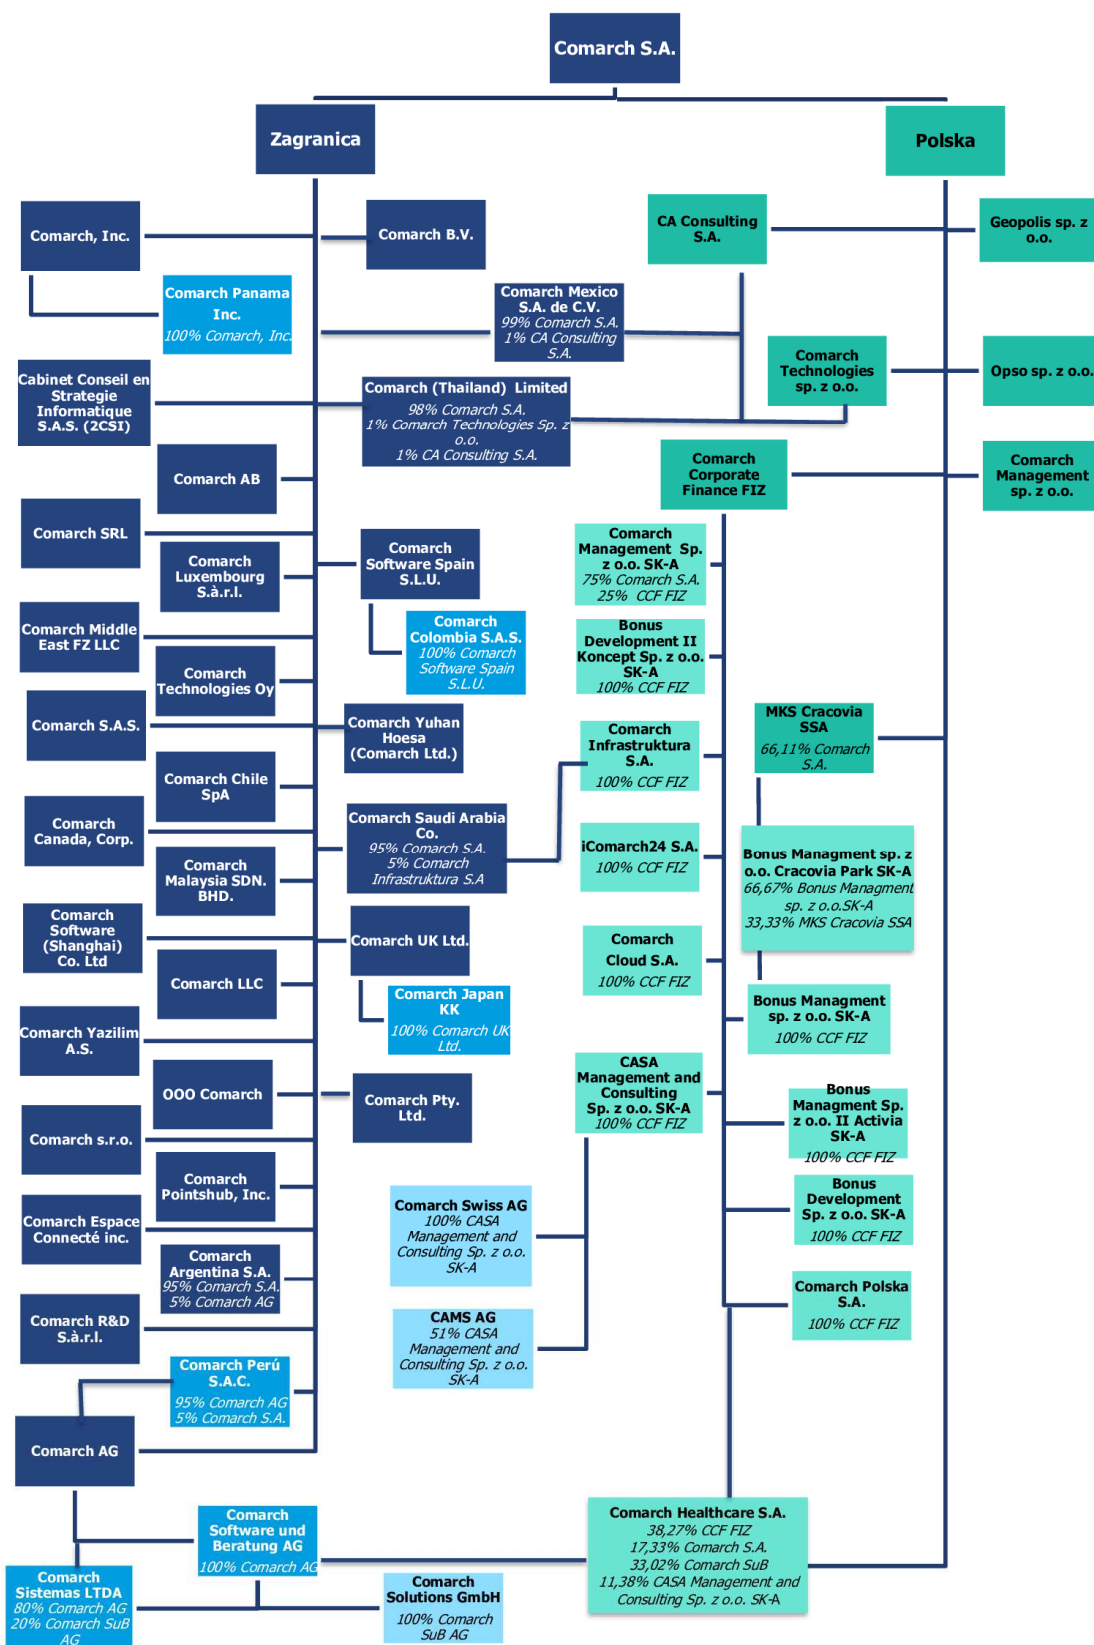 Comarch S.A.
Zagranica
Polska
Comarch, Inc.
Comarch B.V.
CA Consulting
S.A.
Geopolis sp. z
o.o.
Comarch Panama
Inc.
100% Comarch, Inc.
Comarch Mexico
S.A. de C.V.
99% Comarch S.A.
1% CA Consulting
S.A.
Comarch
Technologies
sp. z o.o.
Opso sp. z o.o.
Cabinet Conseil en
Strategie
Informatique
S.A.S. (2CSI)
Comarch (Thailand) Limited
98% Comarch S.A.
1% Comarch Technologies Sp. z
o.o.
1% CA Consulting S.A.
Comarch AB
Comarch
Corporate
Finance FIZ
Comarch
Management
sp. z o.o.
Comarch SRL
Comarch
Luxembourg
S.à.r.l.
Comarch
Software Spain
S.L.U.
Comarch
Management Sp.
z o.o. SK-A
75% Comarch S.A.
25% CCF FIZ
Comarch Middle
East FZ LLC
Comarch
Colombia S.A.S.
100% Comarch
Software Spain
S.L.U.
Bonus
Development II
Koncept Sp. z o.o.
SK-A
100% CCF FIZ
Comarch
Technologies Oy
Comarch S.A.S.
Comarch Yuhan
Hoesa
(Comarch Ltd.)
Comarch
Infrastruktura
S.A.
100% CCF FIZ
MKS Cracovia
SSA
66,11% Comarch
S.A.
Comarch Chile
SpA
Comarch
Canada, Corp.
Comarch Saudi Arabia
Co.
95% Comarch S.A.
5% Comarch
Infrastruktura S.A
iComarch24 S.A.
100% CCF FIZ
Bonus Managment sp. z
o.o. Cracovia Park SK-A
66,67% Bonus Managment
sp. z o.o.SK-A
33,33% MKS Cracovia SSA
Comarch
Malaysia SDN.
BHD.
Comarch
Software
(Shanghai)
Co. Ltd
Comarch UK Ltd.
Comarch
Cloud S.A.
100% CCF FIZ
Comarch LLC
Comarch Japan
KK
100% Comarch UK
Ltd.
Bonus Managment
sp. z o.o. SK-A
100% CCF FIZ
Comarch Yazilim
A.S.
OOO Comarch
Comarch Pty.
Ltd.
CASA
Management and
Consulting
Sp. z o.o. SK-A
100% CCF FIZ
Bonus
Managment Sp.
z o.o. II Activia
SK-A
100% CCF FIZ
Comarch s.r.o.
Comarch
Pointshub, Inc.
Comarch Swiss AG
100% CASA
Management and
Consulting Sp. z o.o.
SK-A
Bonus
Development
Sp. z o.o. SK-A
100% CCF FIZ
Comarch Espace
Connecté inc.
Comarch
Argentina S.A.
95% Comarch S.A.
5% Comarch AG
Comarch Polska
S.A.
100% CCF FIZ
Comarch R&D
S.à.r.l.
CAMS AG
51% CASA
Management and
Consulting Sp. z o.o.
SK-A
Comarch Perú
S.A.C.
95% Comarch AG
5% Comarch S.A.
Comarch AG
Comarch
Software und
Beratung AG
100% Comarch AG
Comarch Healthcare S.A.
38,27% CCF FIZ
17,33% Comarch S.A.
33,02% Comarch SuB
11,38% CASA Management and
Consulting Sp. z o.o. SK-A
Comarch
Sistemas LTDA
80% Comarch AG
20% Comarch SuB
AG
Comarch
Solutions GmbH
100% Comarch
SuB AG